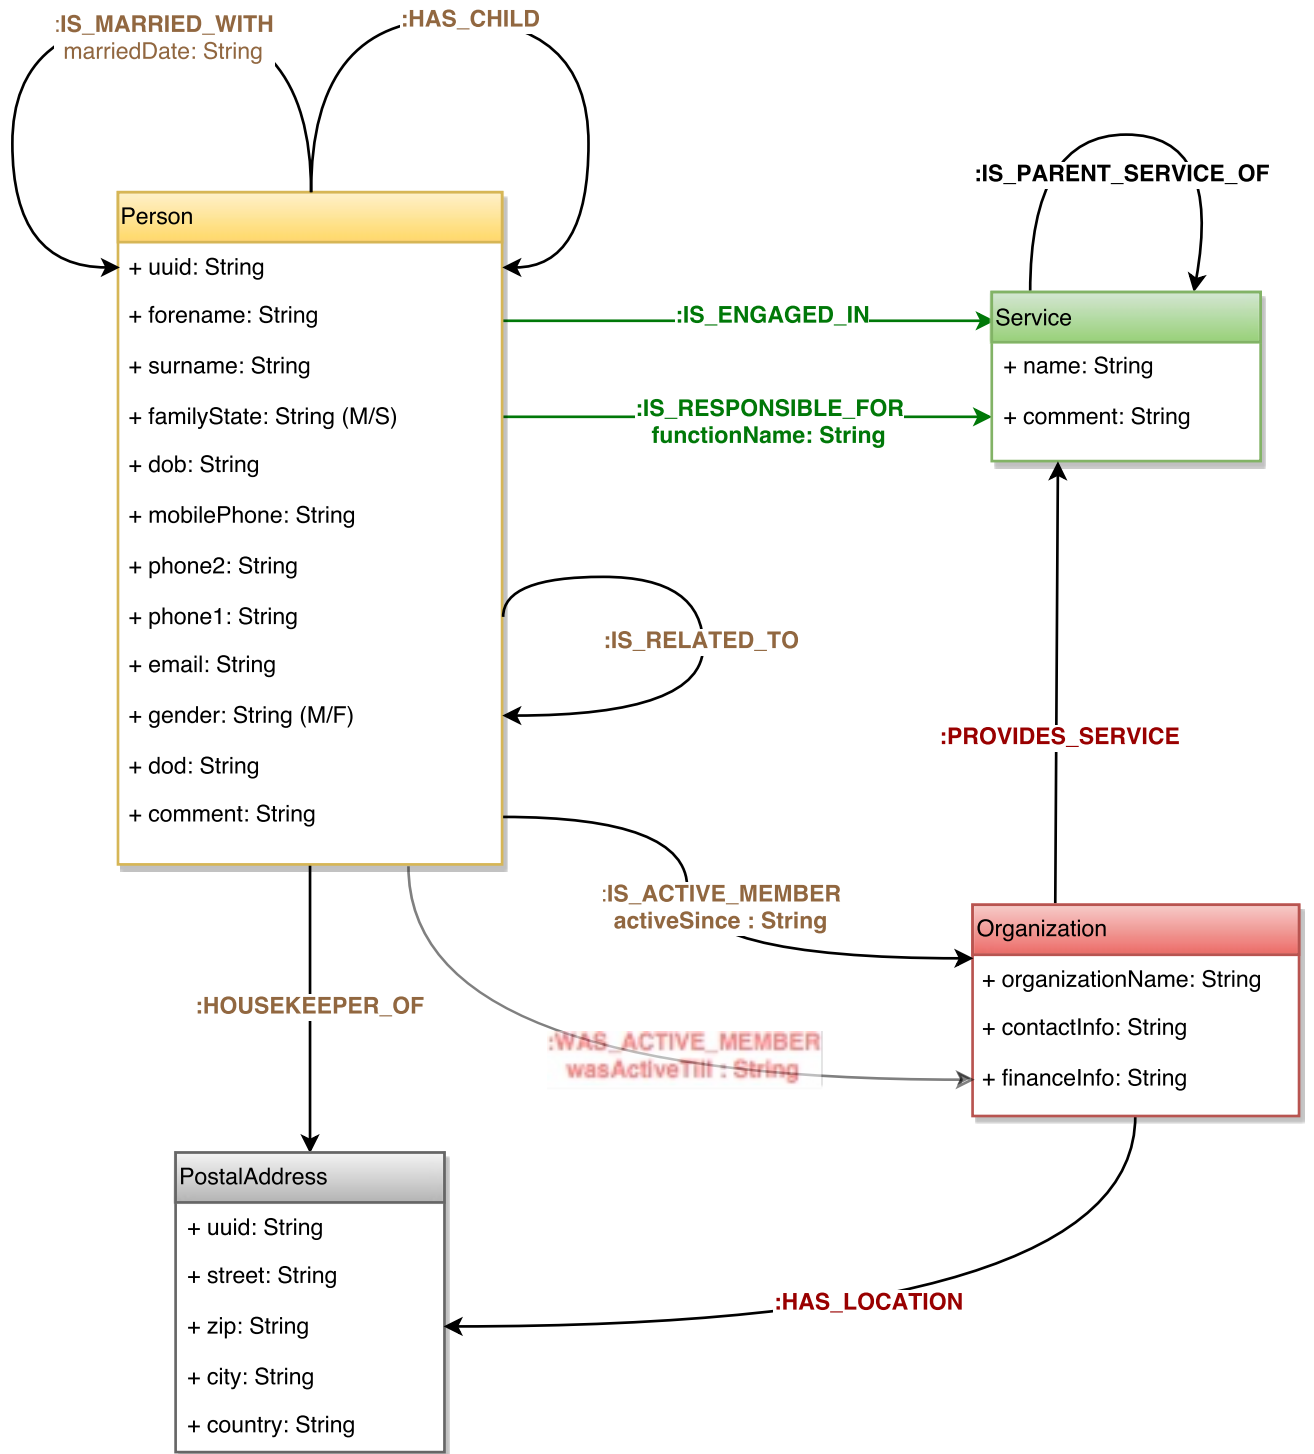 :IS_MARRIED_WITH
marriedDate: String
:HAS_CHILD
Person
+ uuid: String
+ forename: String
+ surname: String
+ familyState: String (M/S)
+ dob: String
+ mobilePhone: String
+ phone2: String
+ phone1: String
+ email: String
+ gender: String (M/F)
+ dod: String
+ comment: String
:IS_PARENT_SERVICE_OF
:IS_ENGAGED_IN
:IS_RESPONSIBLE_FOR
functionName: String
Service
+ name: String
+ comment: String
:IS_RELATED_TO
:PROVIDES_SERVICE
:IS_ACTIVE_MEMBER
activeSince : String
Organization
+ organizationName: String
+ contactInfo: String
+ financeInfo: String
:HOUSEKEEPER_OF
:WAS_ACTIVE_MEMBER
wasActiveTill : String
PostalAddress
+ uuid: String
+ street: String
+ zip: String
+ city: String
+ country: String
:HAS_LOCATION